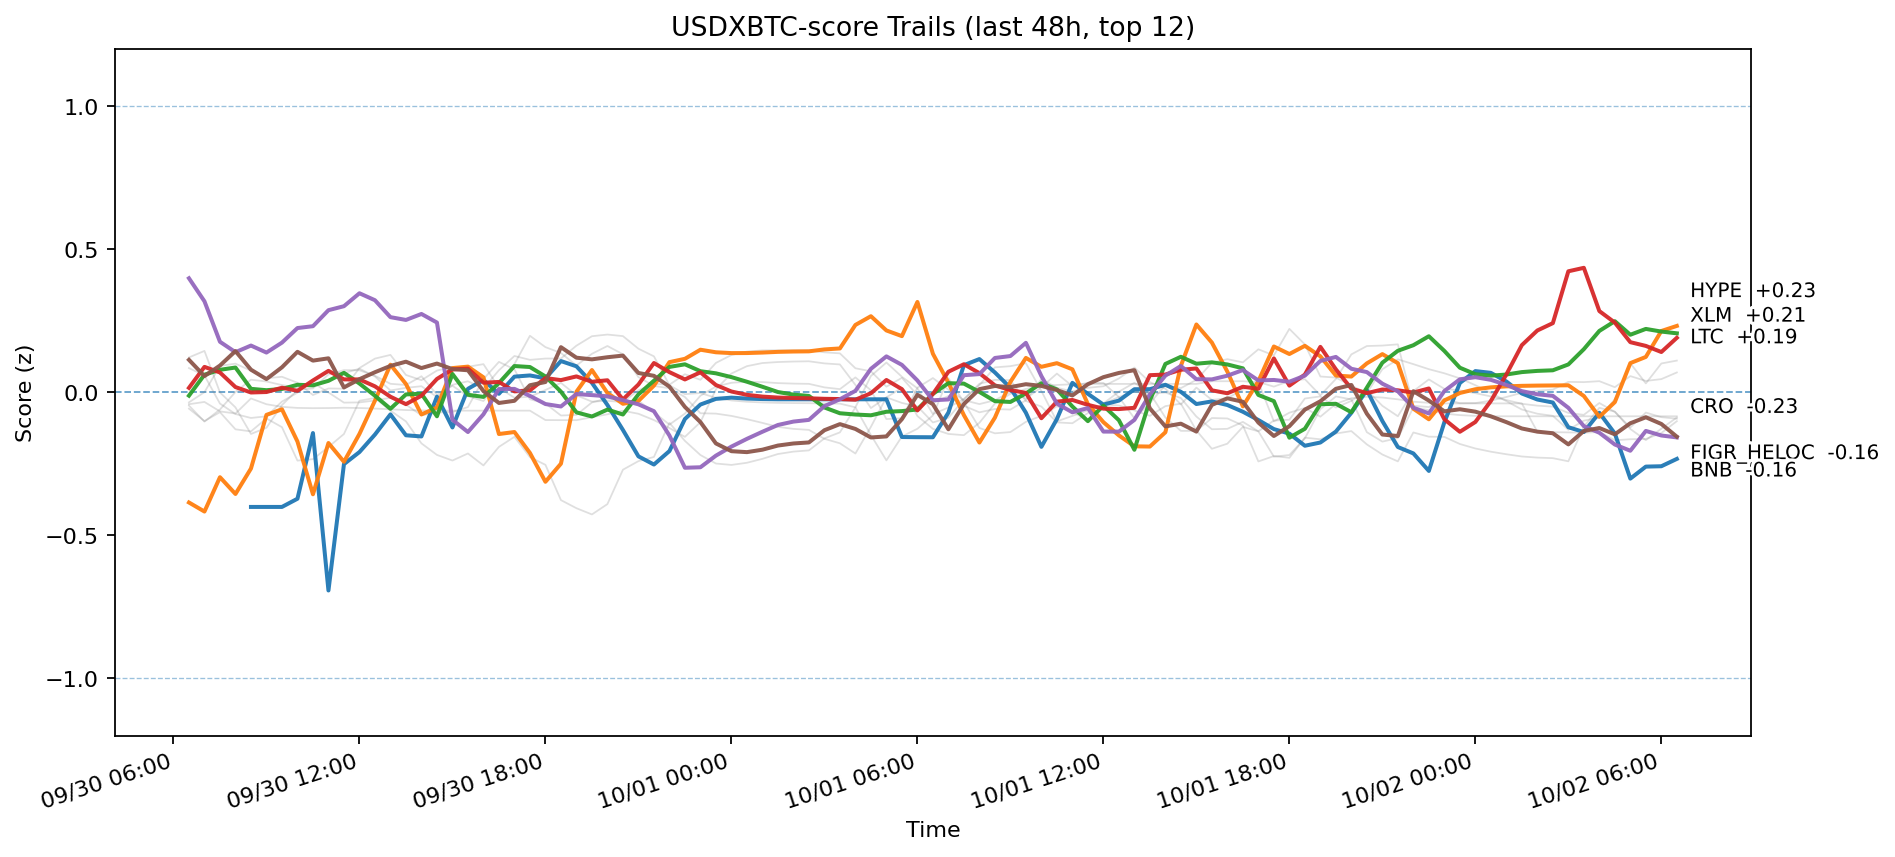 USDXBTC-score Trails (last 48h, top 12)
Score (z)
1.0
0.5
0.0
−0.5
−1.0
HYPE +0.23
XLM +0.21
LTC +0.19
CRO -0.23
FIGR_HELOC -0.16
BNB -0.16
09/30 06:00
09/30 12:00
09/30 18:00
10/01 00:00
10/01 06:00
10/01 12:00
10/01 18:00
10/02 00:00
10/02 06:00
Time